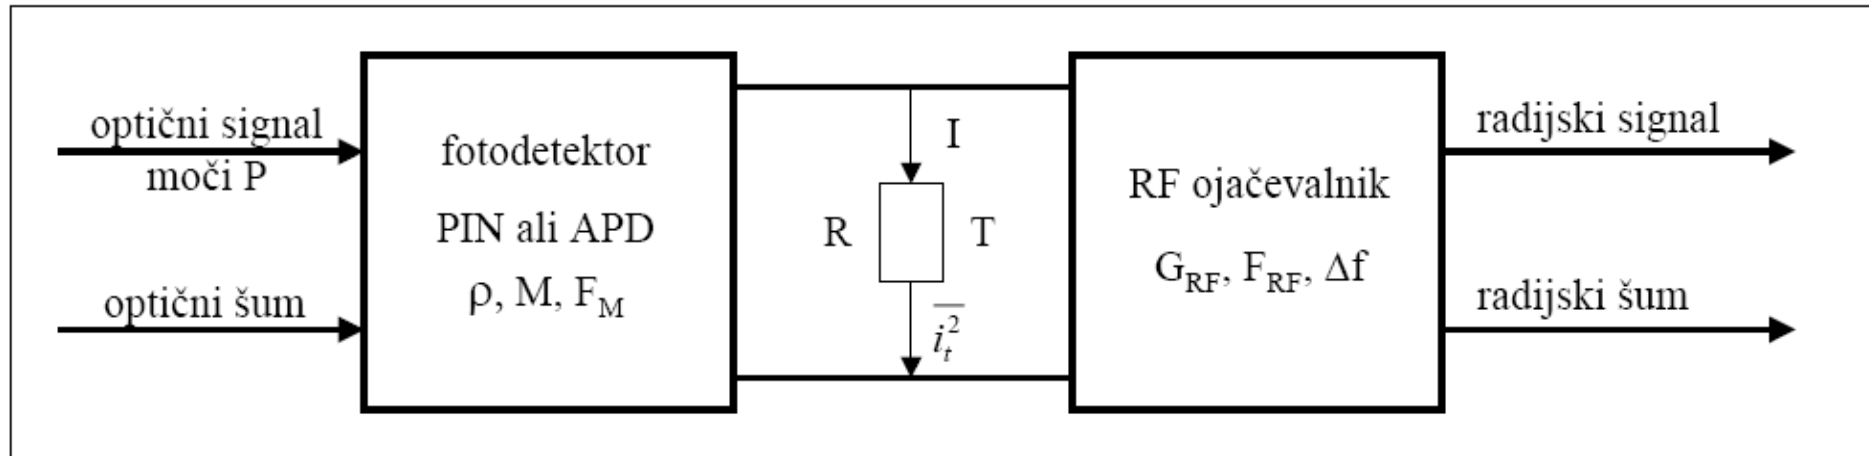 optični signal
moči P
optični šum
fotodetektor
PIN ali APD
ρ, M, F_M
I
R
T
\overline{i_t^2}
RF ojačevalnik
G_RF, F_RF, Δf
radijski signal
radijski šum